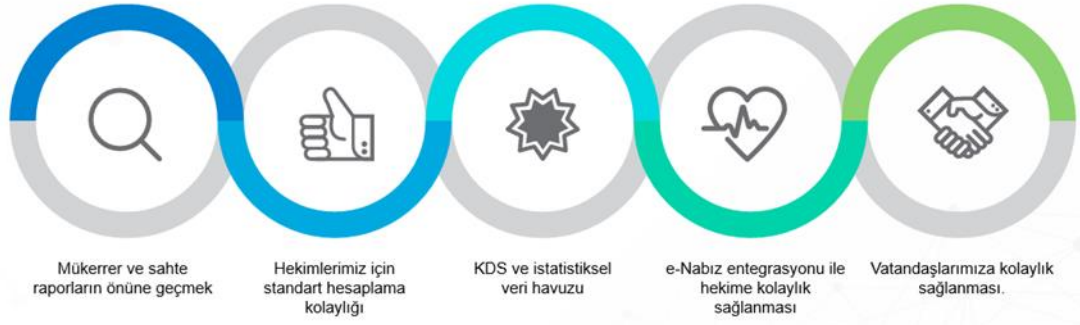 Mükerrer ve sahte
raporların önüne geçmek
Hekimlerimiz için
standart hesaplama
kolaylığı
KDS ve istatistiksel
veri havuzu
e-Nabız entegrasyonu ile
hekime kolaylık
sağlanması
Vatandaşlarımıza kolaylık
sağlanması.